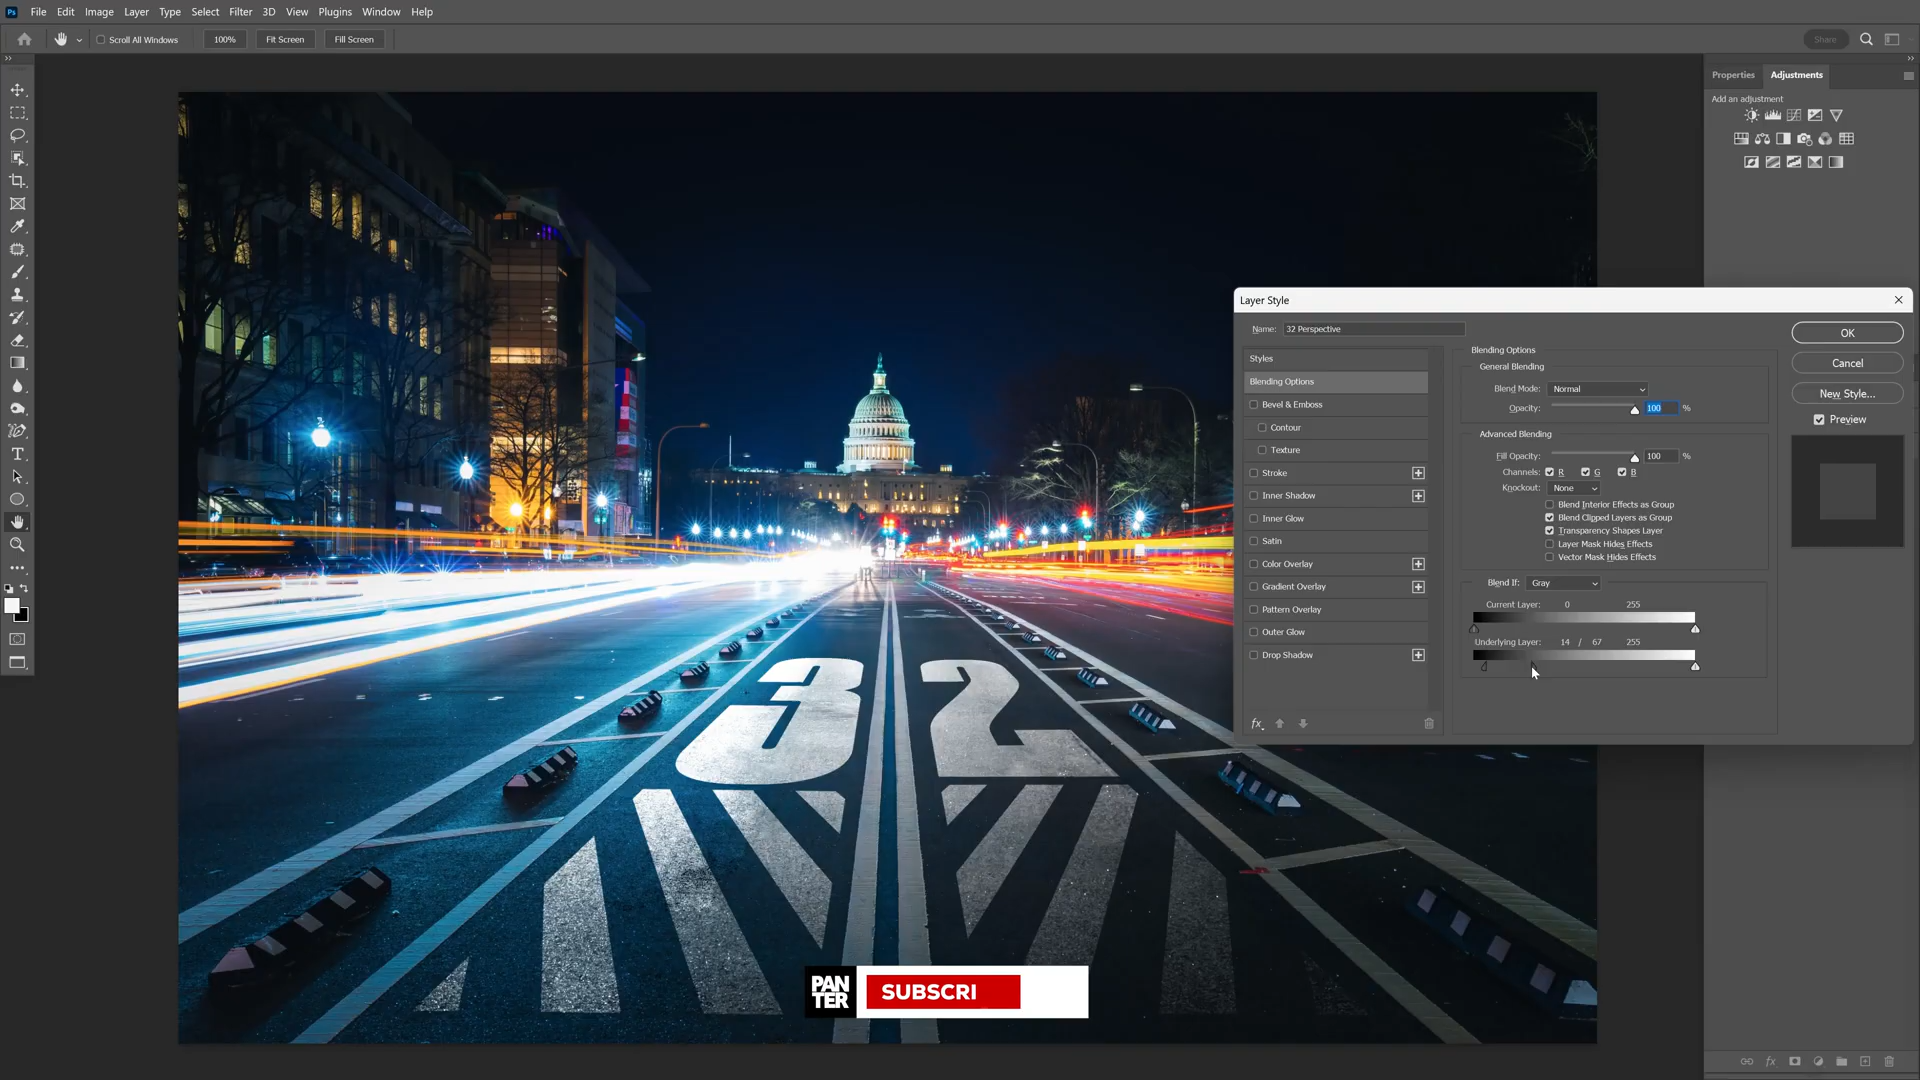 Ps File Edit Image Layer Type Select Filter 3D View Plugins Window Help
Scroll All Windows 100% Fit Screen Fill Screen Share
Properties Adjustments
Add an adjustment
Layer Style
Name: 32 Perspective
Styles
Blending Options
Bevel & Emboss
Contour
Texture
Stroke
Inner Shadow
Inner Glow
Satin
Color Overlay
Gradient Overlay
Pattern Overlay
Outer Glow
Drop Shadow
fx
Blending Options
General Blending
Blend Mode: Normal
Opacity: 100 %
Advanced Blending
Fill Opacity: 100 %
Channels: R G B
Knockout: None
Blend Interior Effects as Group
Blend Clipped Layers as Group
Transparency Shapes Layer
Layer Mask Hides Effects
Vector Mask Hides Effects
Blend If: Gray
Current Layer: 0 255
Underlying Layer: 14 / 67 255
OK
Cancel
New Style...
Preview
32
PAN
TER
SUBSCRI
fx